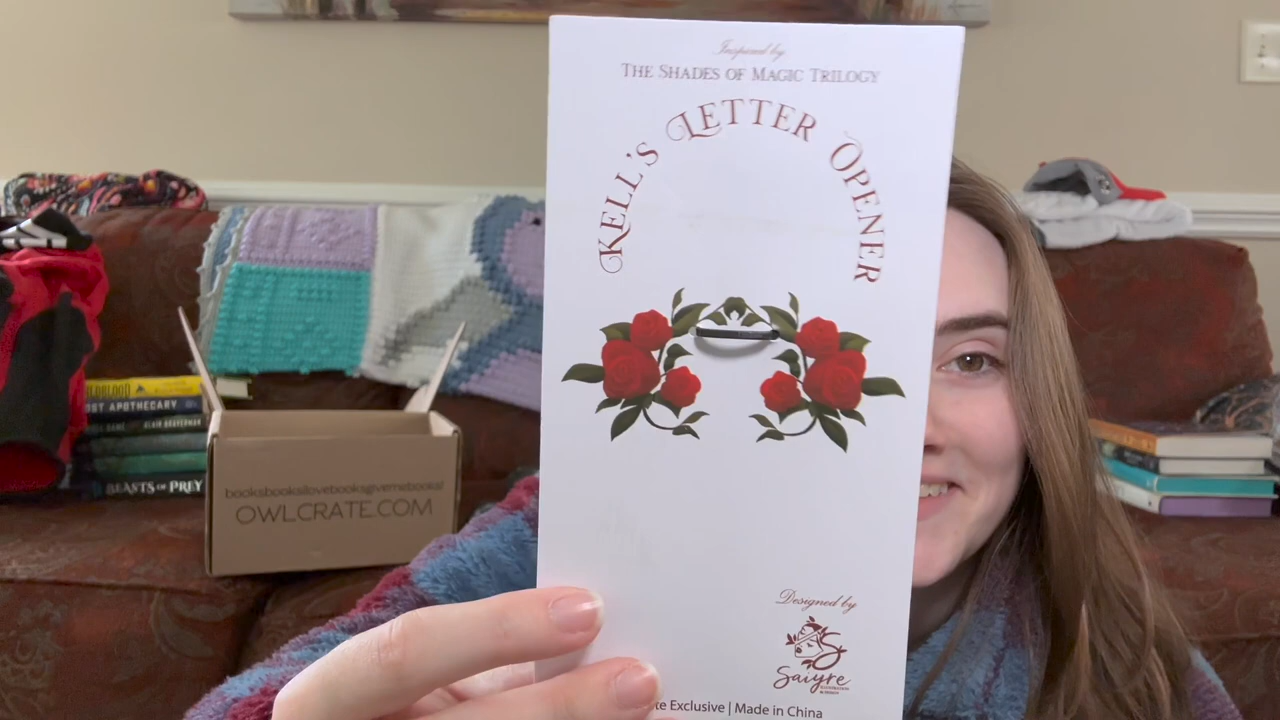 Inspired by
THE SHADES OF MAGIC TRILOGY
KELL'S LETTER OPENER
Designed by
Saiyre
te Exclusive | Made in China
booksbooksilovebooksgivemebooks!
OWLCRATE.COM
BEASTS OF PREY
APOTHECARY